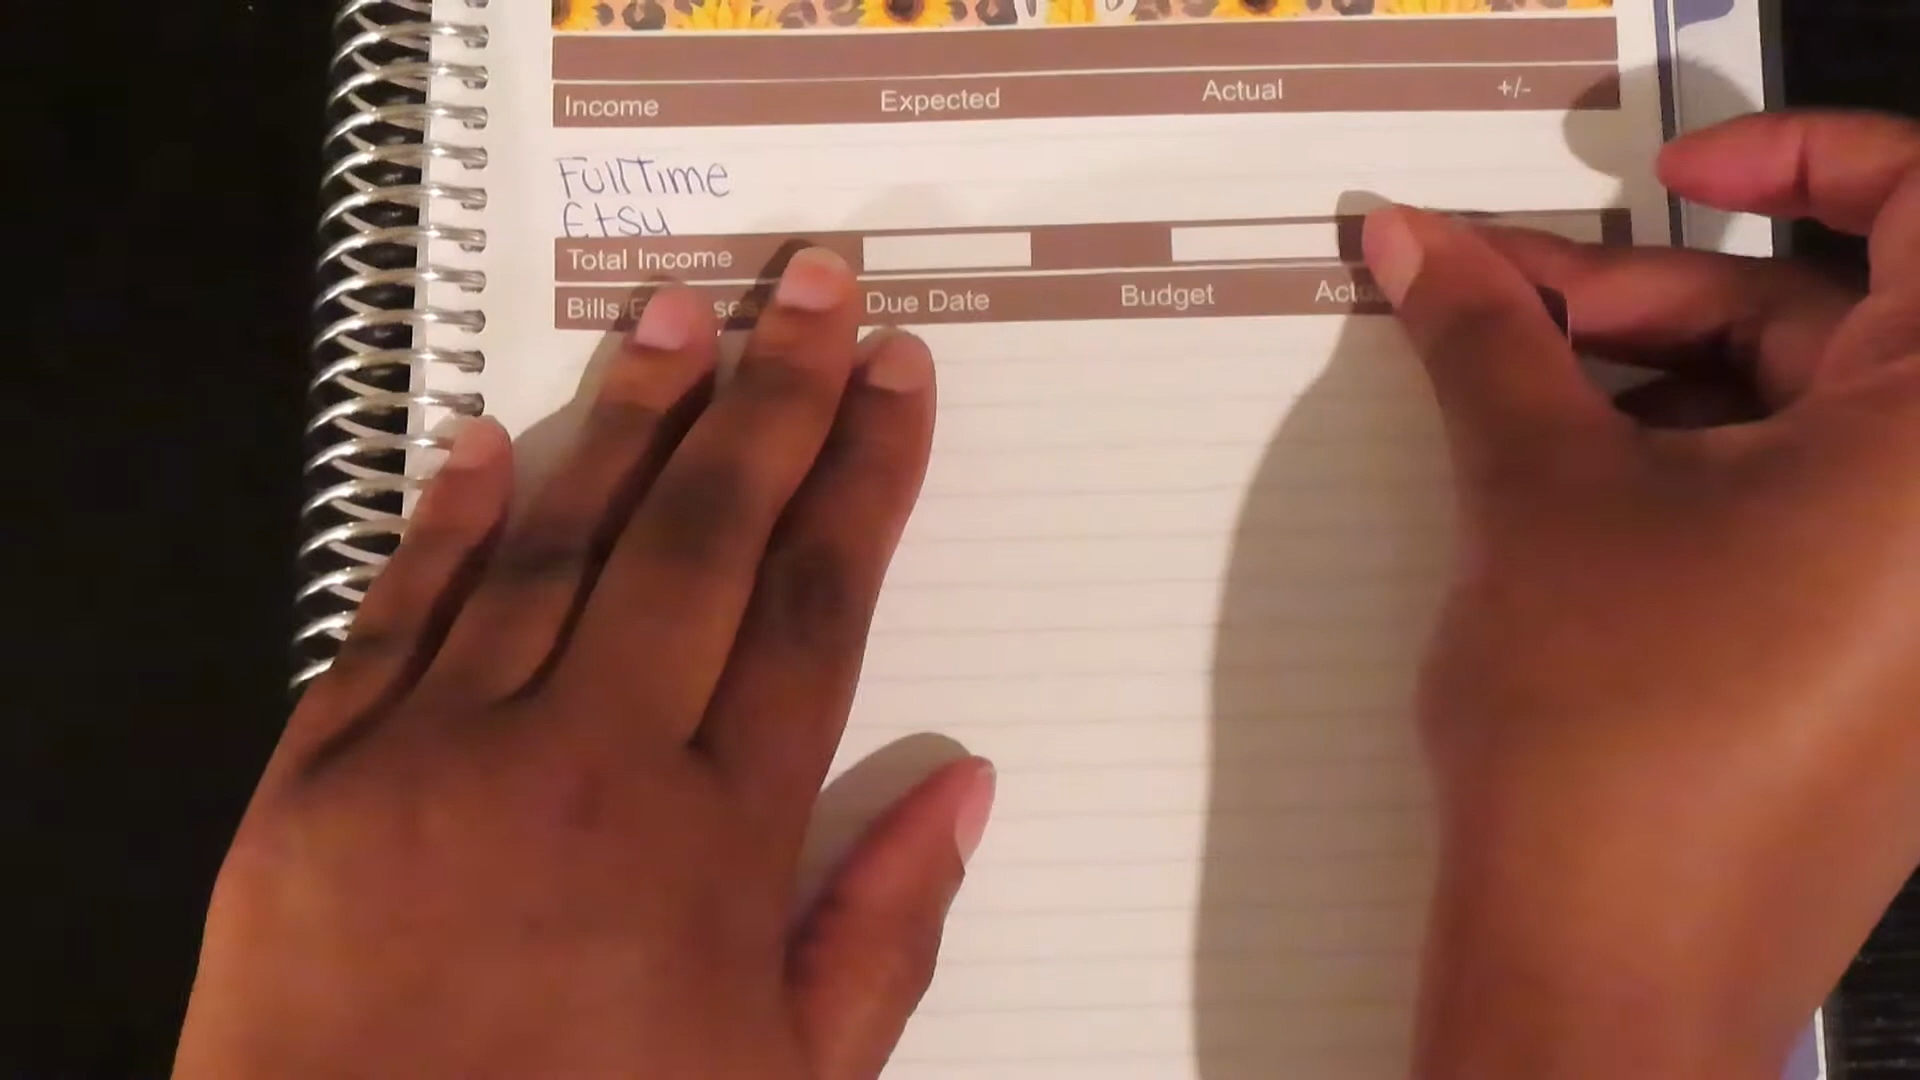 Income Expected Actual +/-
FullTime
Etsy
Total Income
Due Date Budget